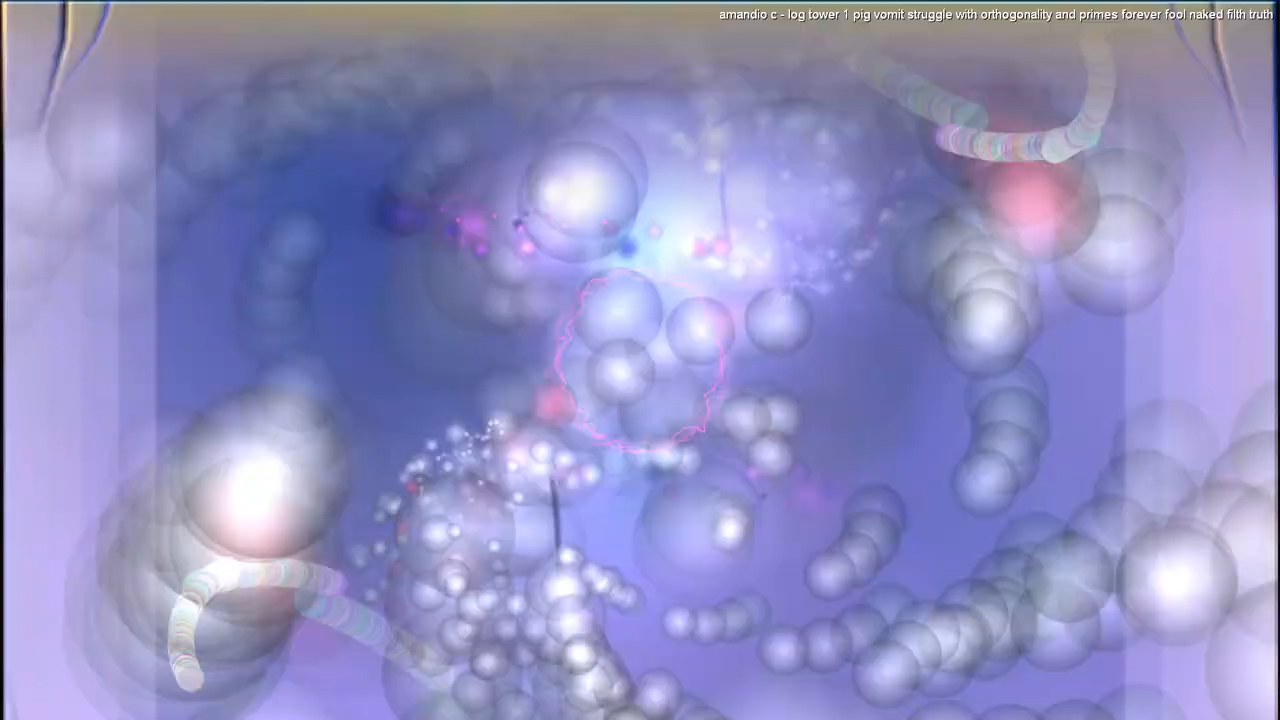 amandio c - log tower 1 pig vomit struggle with orthogonality and primes forever fool naked filth truth